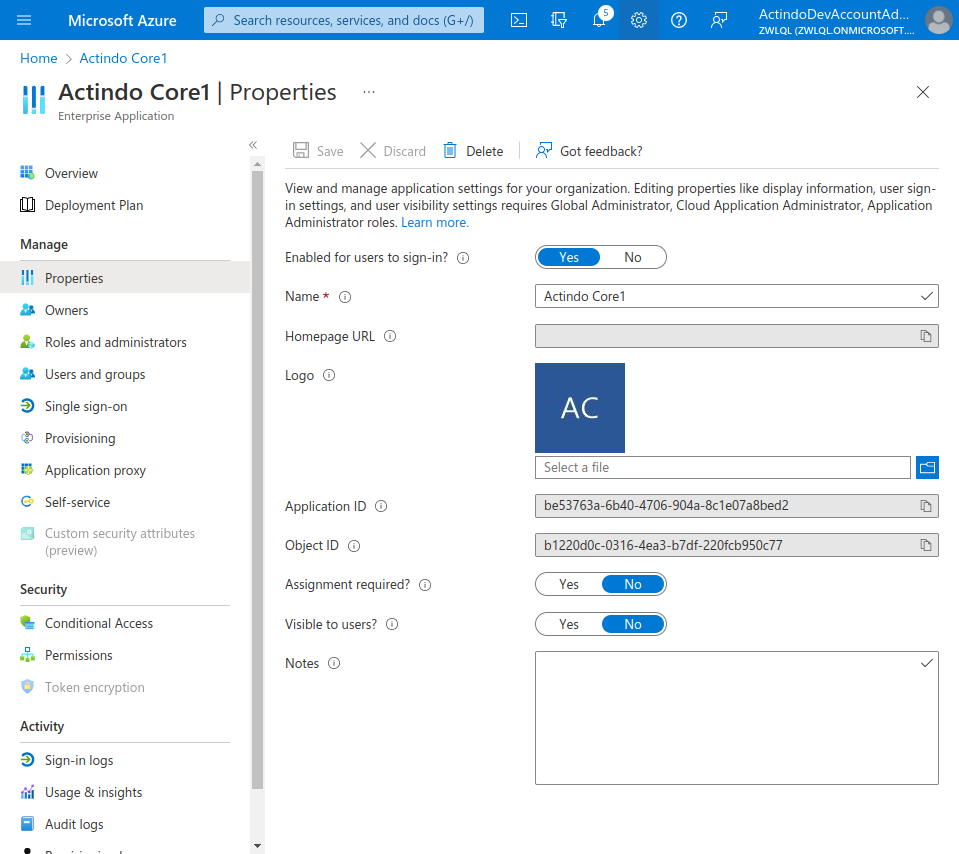 Microsoft Azure
Search resources, services, and docs (G+/)
5
ActindoDevAccountAd...
ZWLQL (ZWLQL.ONMICROSOFT....
Home > Actindo Core1
Actindo Core1 | Properties ...
Enterprise Application
«
Overview
Deployment Plan
Manage
Properties
Owners
Roles and administrators
Users and groups
Single sign-on
Provisioning
Application proxy
Self-service
Custom security attributes
(preview)
Security
Conditional Access
Permissions
Token encryption
Activity
Sign-in logs
Usage & insights
Audit logs
Save Discard Delete Got feedback?
View and manage application settings for your organization. Editing properties like display information, user sign-
in settings, and user visibility settings requires Global Administrator, Cloud Application Administrator, Application
Administrator roles. Learn more.
Enabled for users to sign-in? Yes No
Name * Actindo Core1
Homepage URL
Logo
AC
Select a file
Application ID be53763a-6b40-4706-904a-8c1e07a8bed2
Object ID b1220d0c-0316-4ea3-b7df-220fcb950c77
Assignment required? Yes No
Visible to users? Yes No
Notes